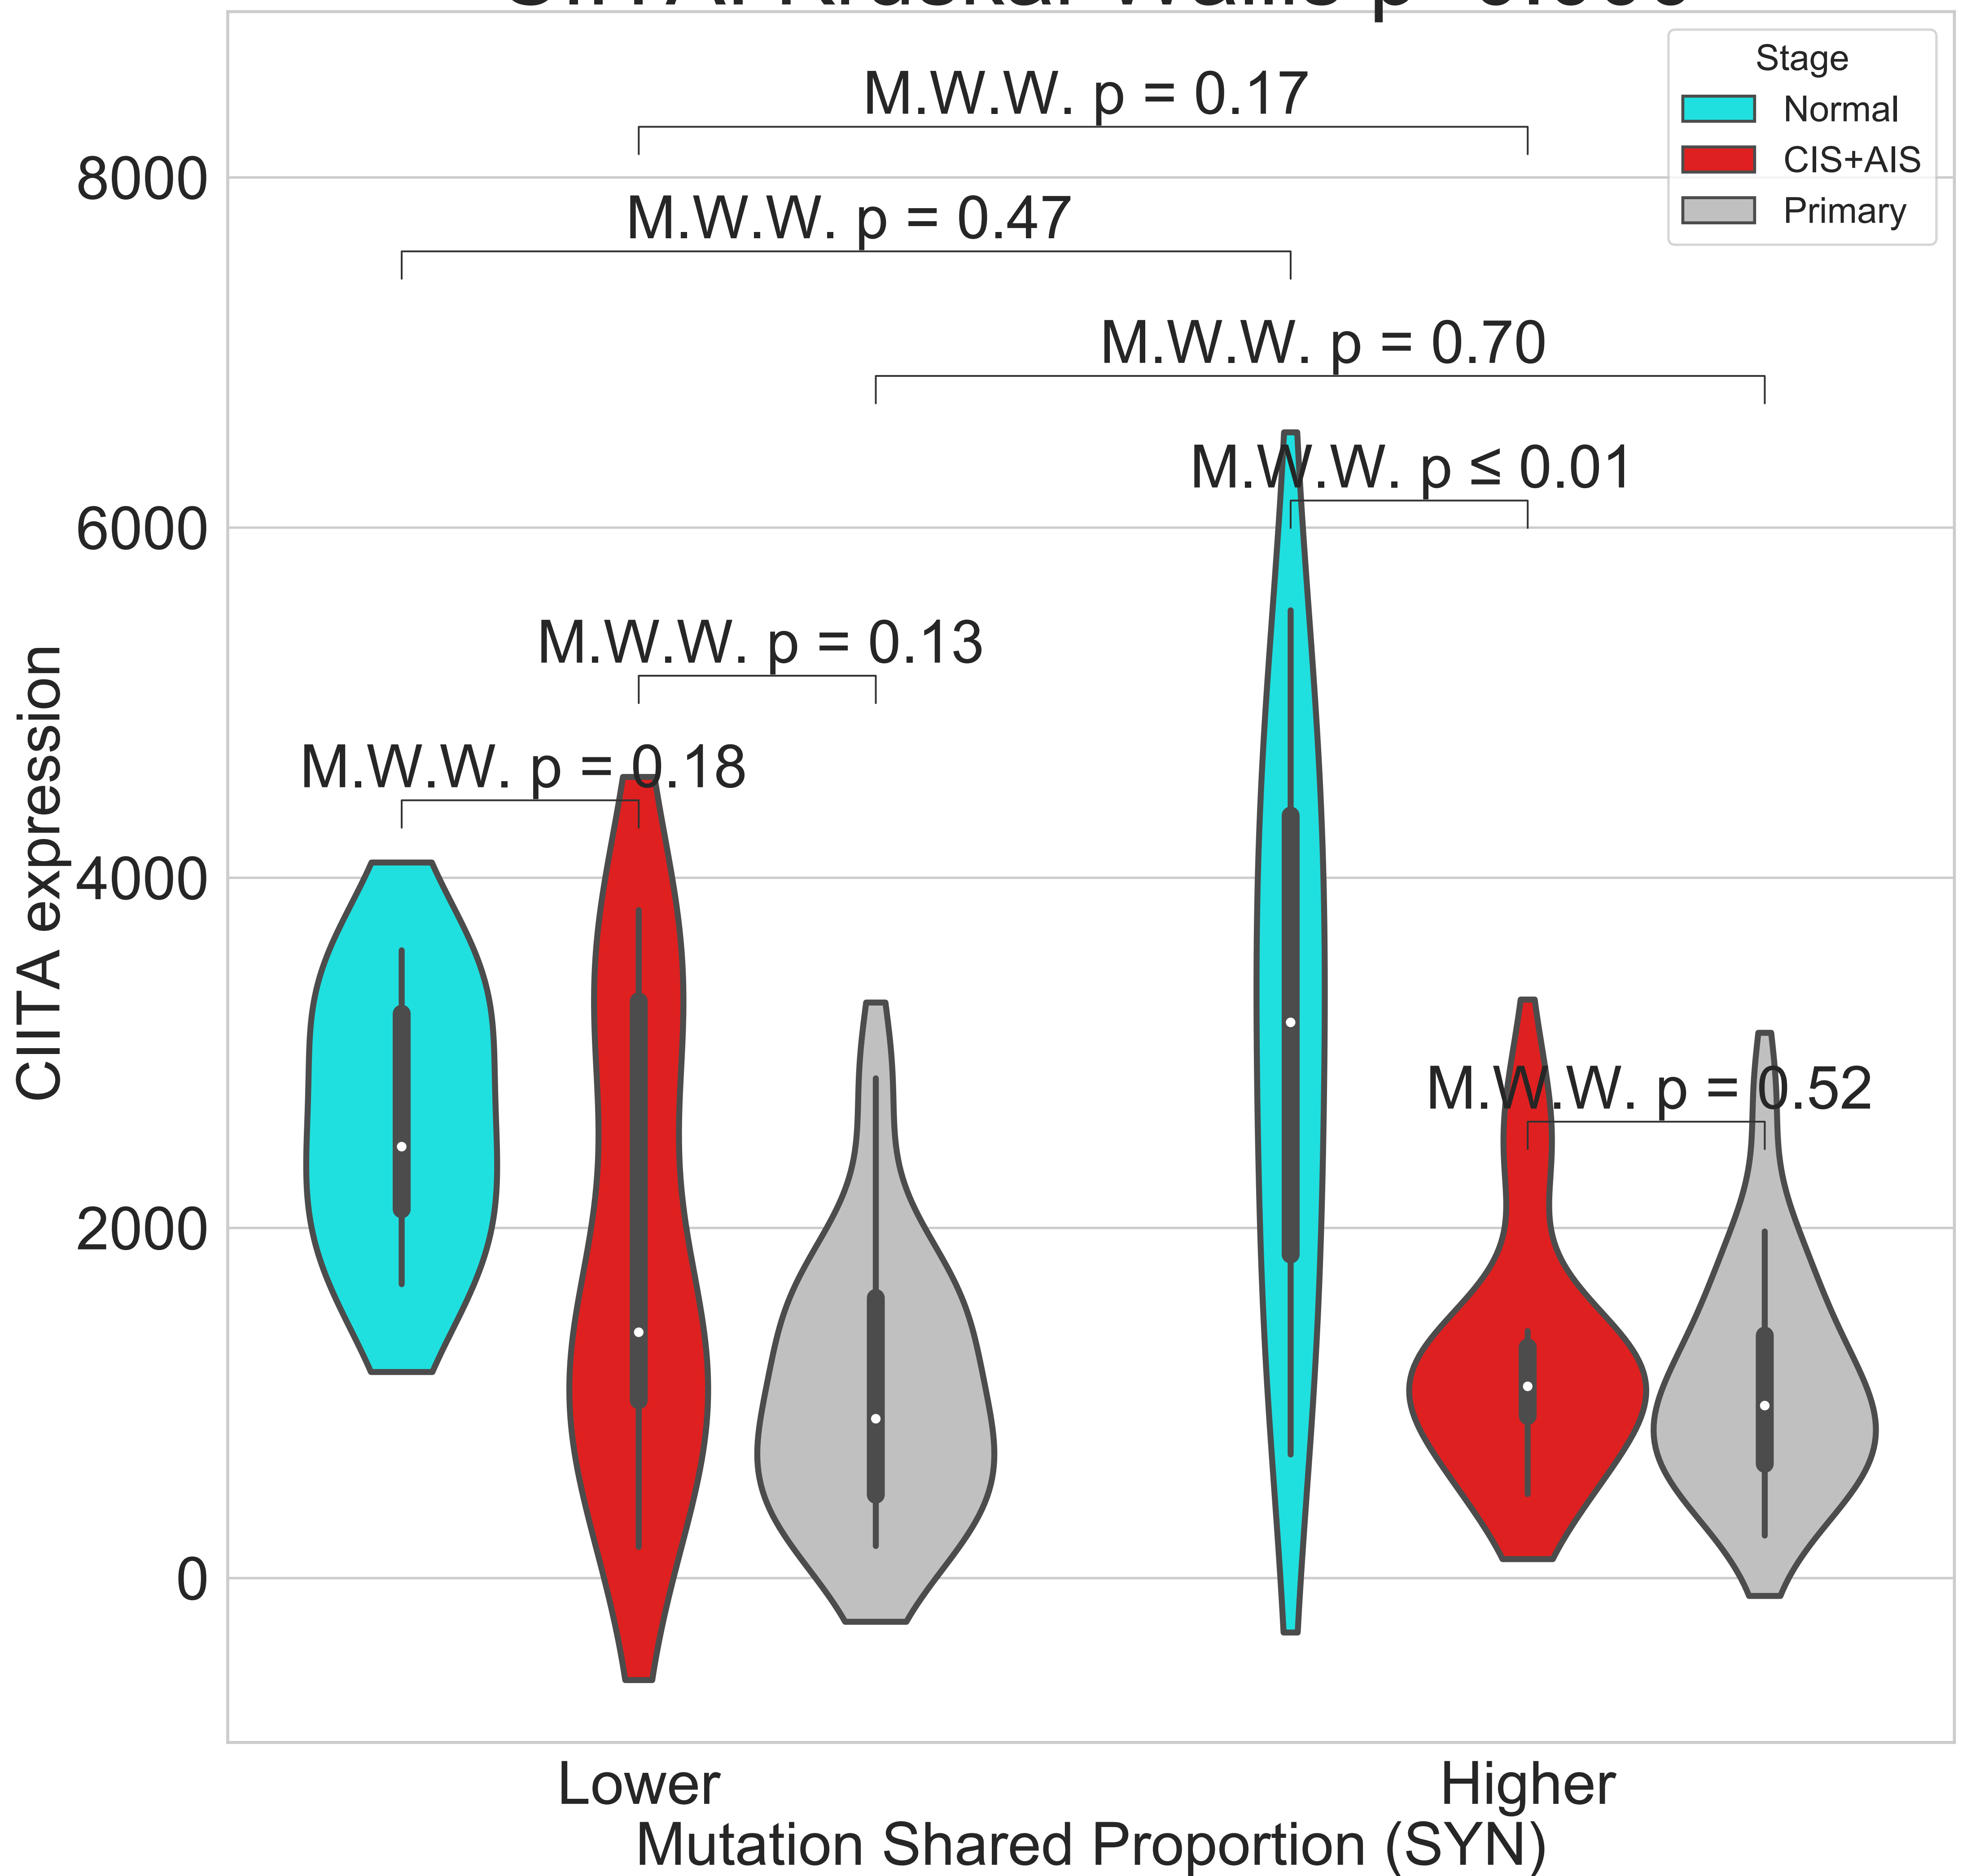 Stage
Normal
CIS+AIS
Primary
M.W.W. p = 0.17
M.W.W. p = 0.47
M.W.W. p = 0.70
M.W.W. p ≤ 0.01
M.W.W. p = 0.13
M.W.W. p = 0.18
M.W.W. p = 0.52
8000
6000
4000
2000
0
CIITA expression
Lower
Higher
Mutation Shared Proportion (SYN)